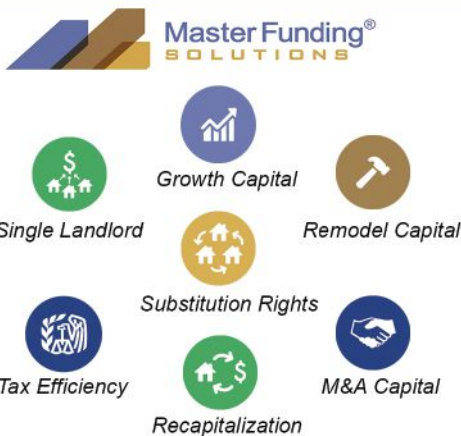 Master Funding®
SOLUTIONS
Growth Capital
Single Landlord
Remodel Capital
Substitution Rights
Tax Efficiency
M&A Capital
Recapitalization